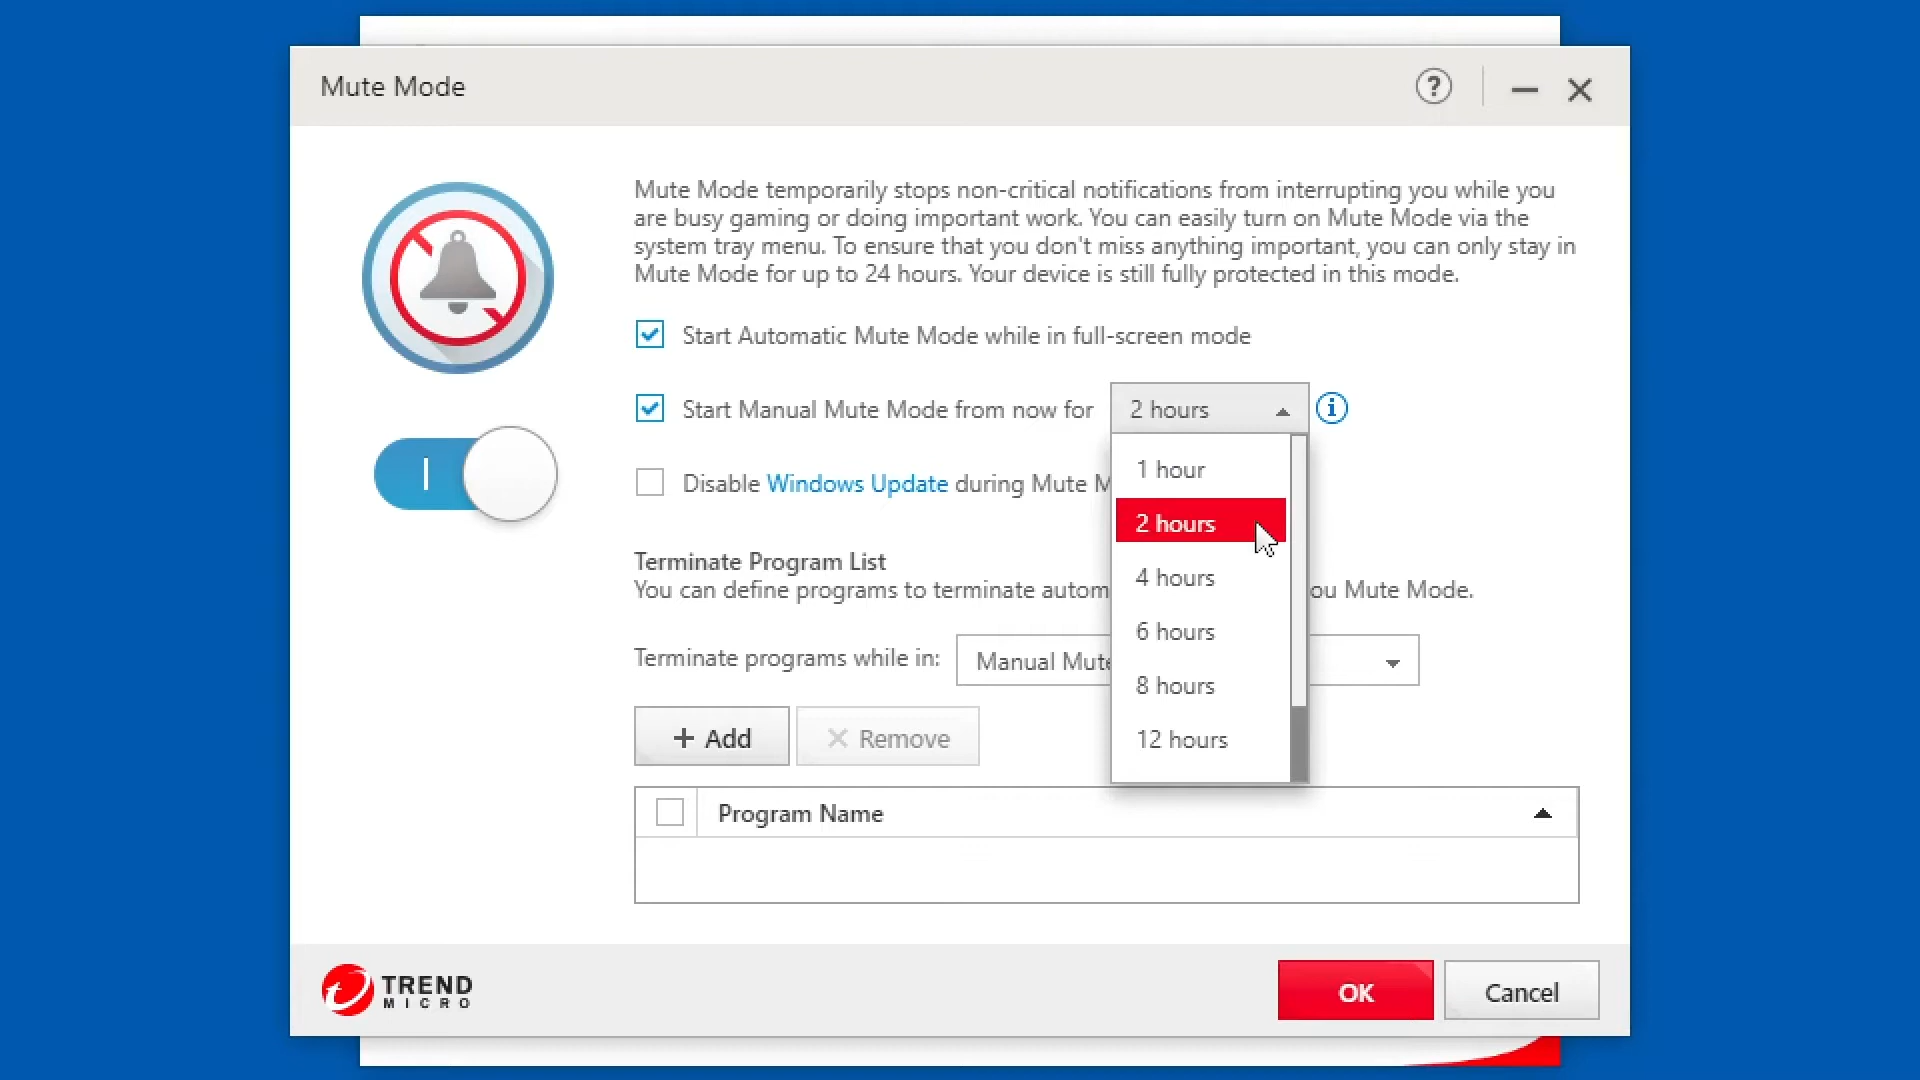 Mute Mode
?
Mute Mode temporarily stops non-critical notifications from interrupting you while you
are busy gaming or doing important work. You can easily turn on Mute Mode via the
system tray menu. To ensure that you don't miss anything important, you can only stay in
Mute Mode for up to 24 hours. Your device is still fully protected in this mode.
Start Automatic Mute Mode while in full-screen mode
Start Manual Mute Mode from now for 2 hours
1 hour
2 hours
4 hours
6 hours
8 hours
12 hours
Disable Windows Update during Mute M
Terminate Program List
You can define programs to terminate autom ou Mute Mode.
Terminate programs while in: Manual Mute
+ Add
Remove
Program Name
TREND
MICRO
OK
Cancel